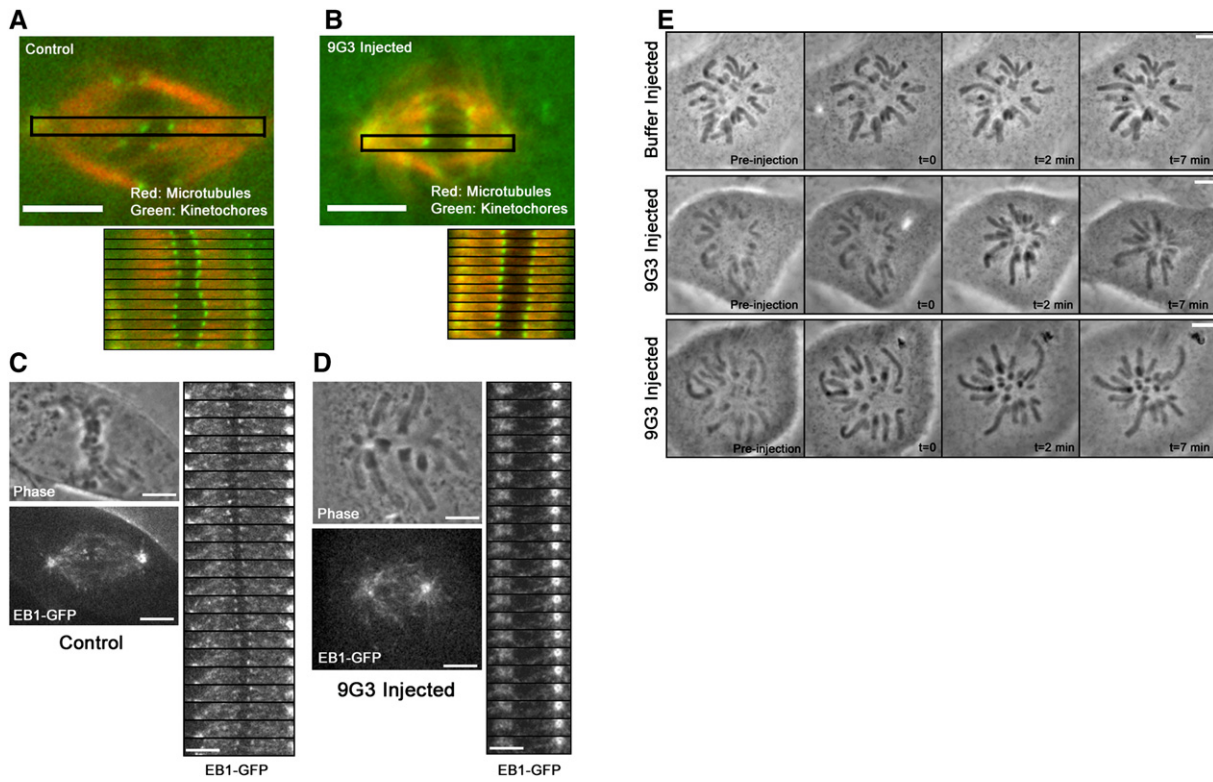 A
Control
Red: Microtubules
Green: Kinetochores
B
9G3 Injected
Red: Microtubules
Green: Kinetochores
C
Phase
EB1-GFP
Control
EB1-GFP
D
Phase
EB1-GFP
9G3 Injected
EB1-GFP
E
Buffer Injected
Pre-injection
t=0
t=2 min
t=7 min
9G3 Injected
Pre-injection
t=0
t=2 min
t=7 min
9G3 Injected
Pre-injection
t=0
t=2 min
t=7 min